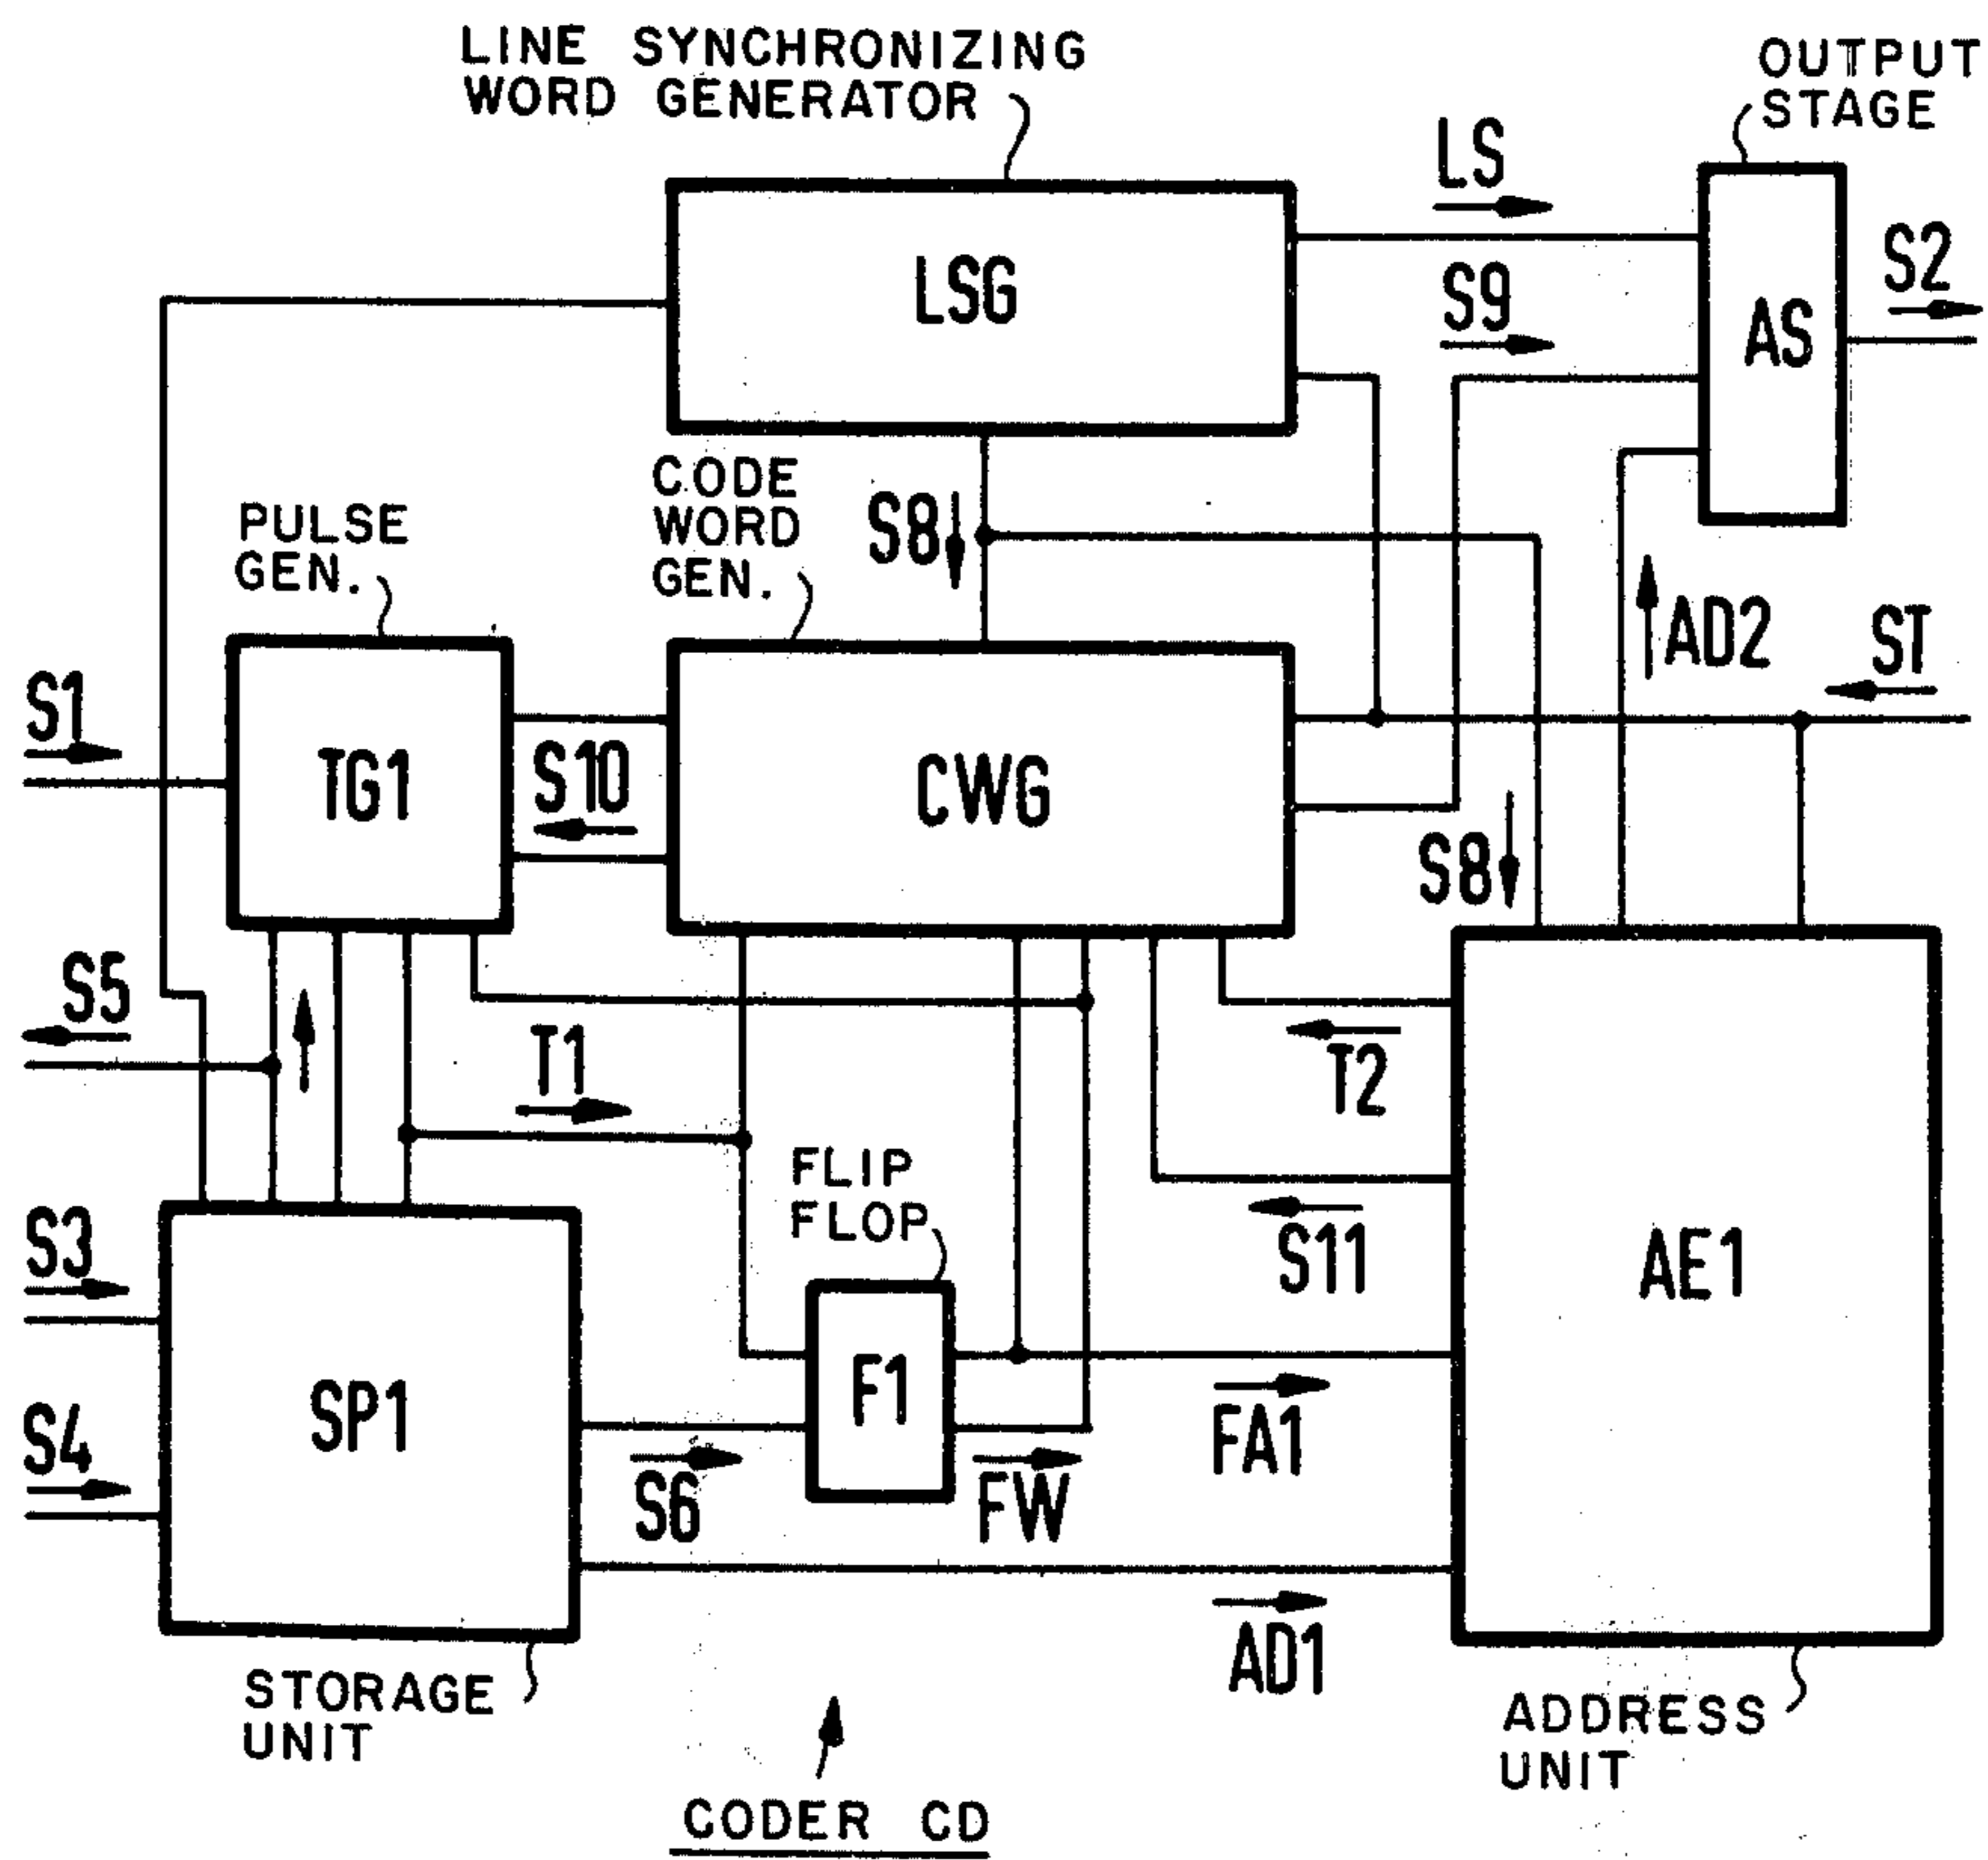 LINE SYNCHRONIZING
WORD GENERATOR
OUTPUT
STAGE
LS
LSG
S9
S2
AS
CODE
WORD
GEN.
S8
PULSE
GEN.
AD2
ST
S1
TG1
S10
CWG
S8
S5
T1
T2
FLIP
FLOP
S3
S11
AE1
SP1
F1
S4
S6
FW
FA1
AD1
STORAGE
UNIT
ADDRESS
UNIT
CODER CD